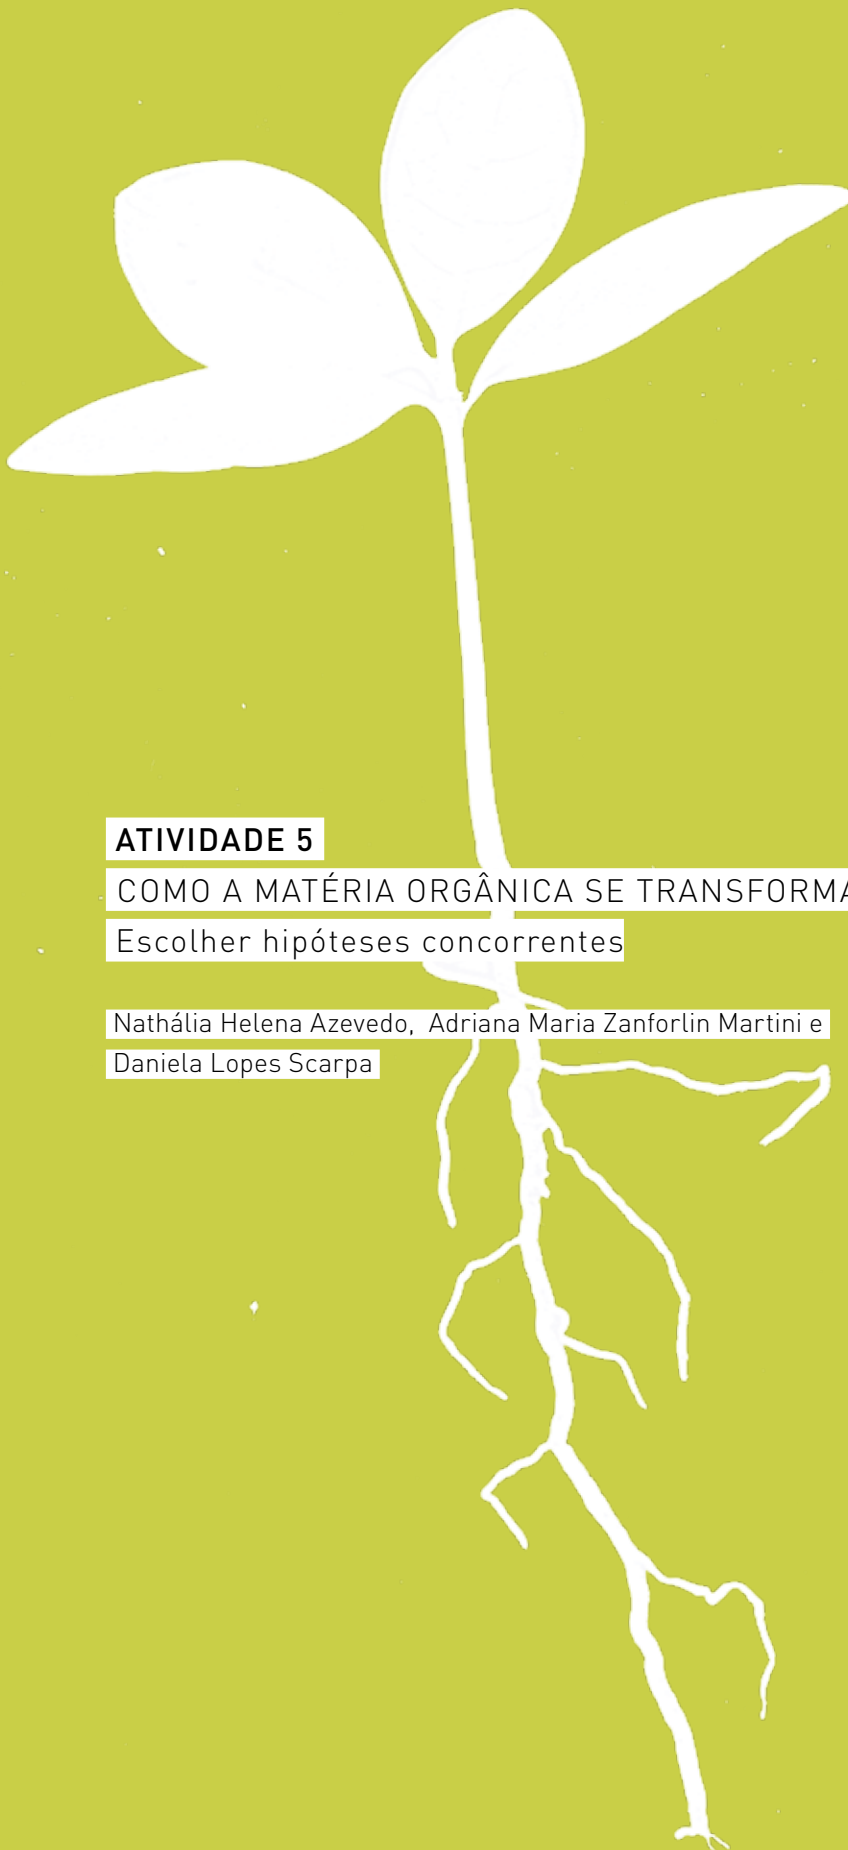 ATIVIDADE 5
COMO A MATÉRIA ORGÂNICA SE TRANSFORMA
Escolher hipóteses concorrentes
Nathália Helena Azevedo, Adriana Maria Zanforlin Martini e
Daniela Lopes Scarpa